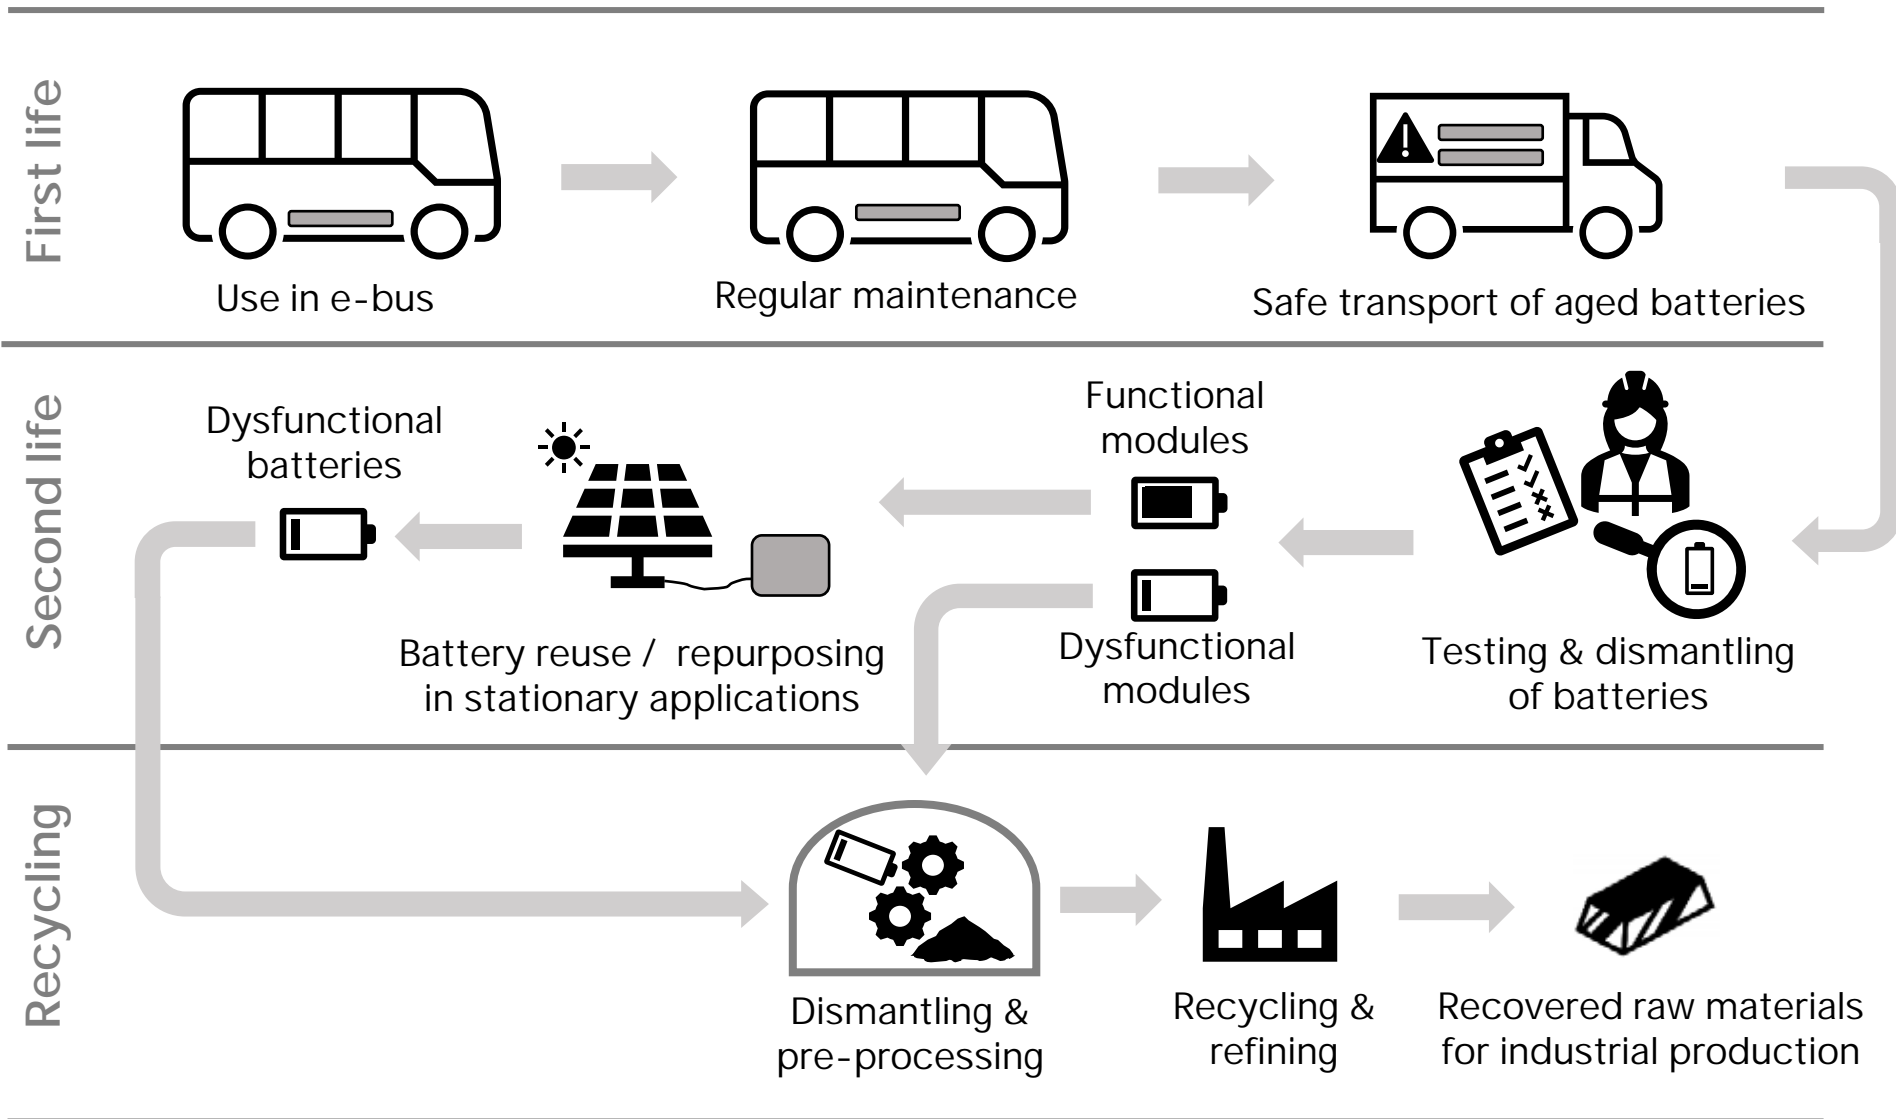 First life
Use in e-bus
Regular maintenance
Safe transport of aged batteries
Second life
Dysfunctional
batteries
Battery reuse / repurposing
in stationary applications
Functional
modules
Dysfunctional
modules
Testing & dismantling
of batteries
Recycling
Dismantling &
pre-processing
Recycling &
refining
Recovered raw materials
for industrial production